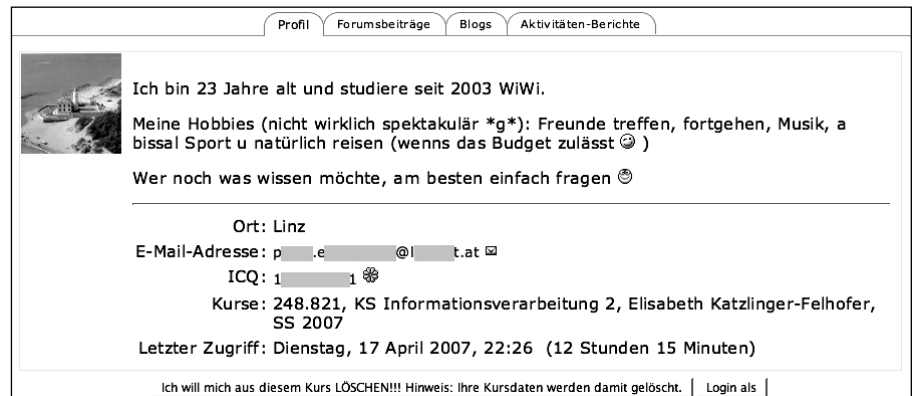 Profil Forumsbeiträge Blogs Aktivitäten-Berichte
Ich bin 23 Jahre alt und studiere seit 2003 WiWi.
Meine Hobbies (nicht wirklich spektakulär *g*): Freunde treffen, fortgehen, Musik, a
bissal Sport u natürlich reisen (wenns das Budget zulässt )
Wer noch was wissen möchte, am besten einfach fragen
Ort: Linz
E-Mail-Adresse: p .e @l t.at
ICQ: 1 1
Kurse: 248.821, KS Informationsverarbeitung 2, Elisabeth Katzlinger-Felhofer,
SS 2007
Letzter Zugriff: Dienstag, 17 April 2007, 22:26 (12 Stunden 15 Minuten)
Ich will mich aus diesem Kurs LÖSCHEN!!! Hinweis: Ihre Kursdaten werden damit gelöscht. Login als